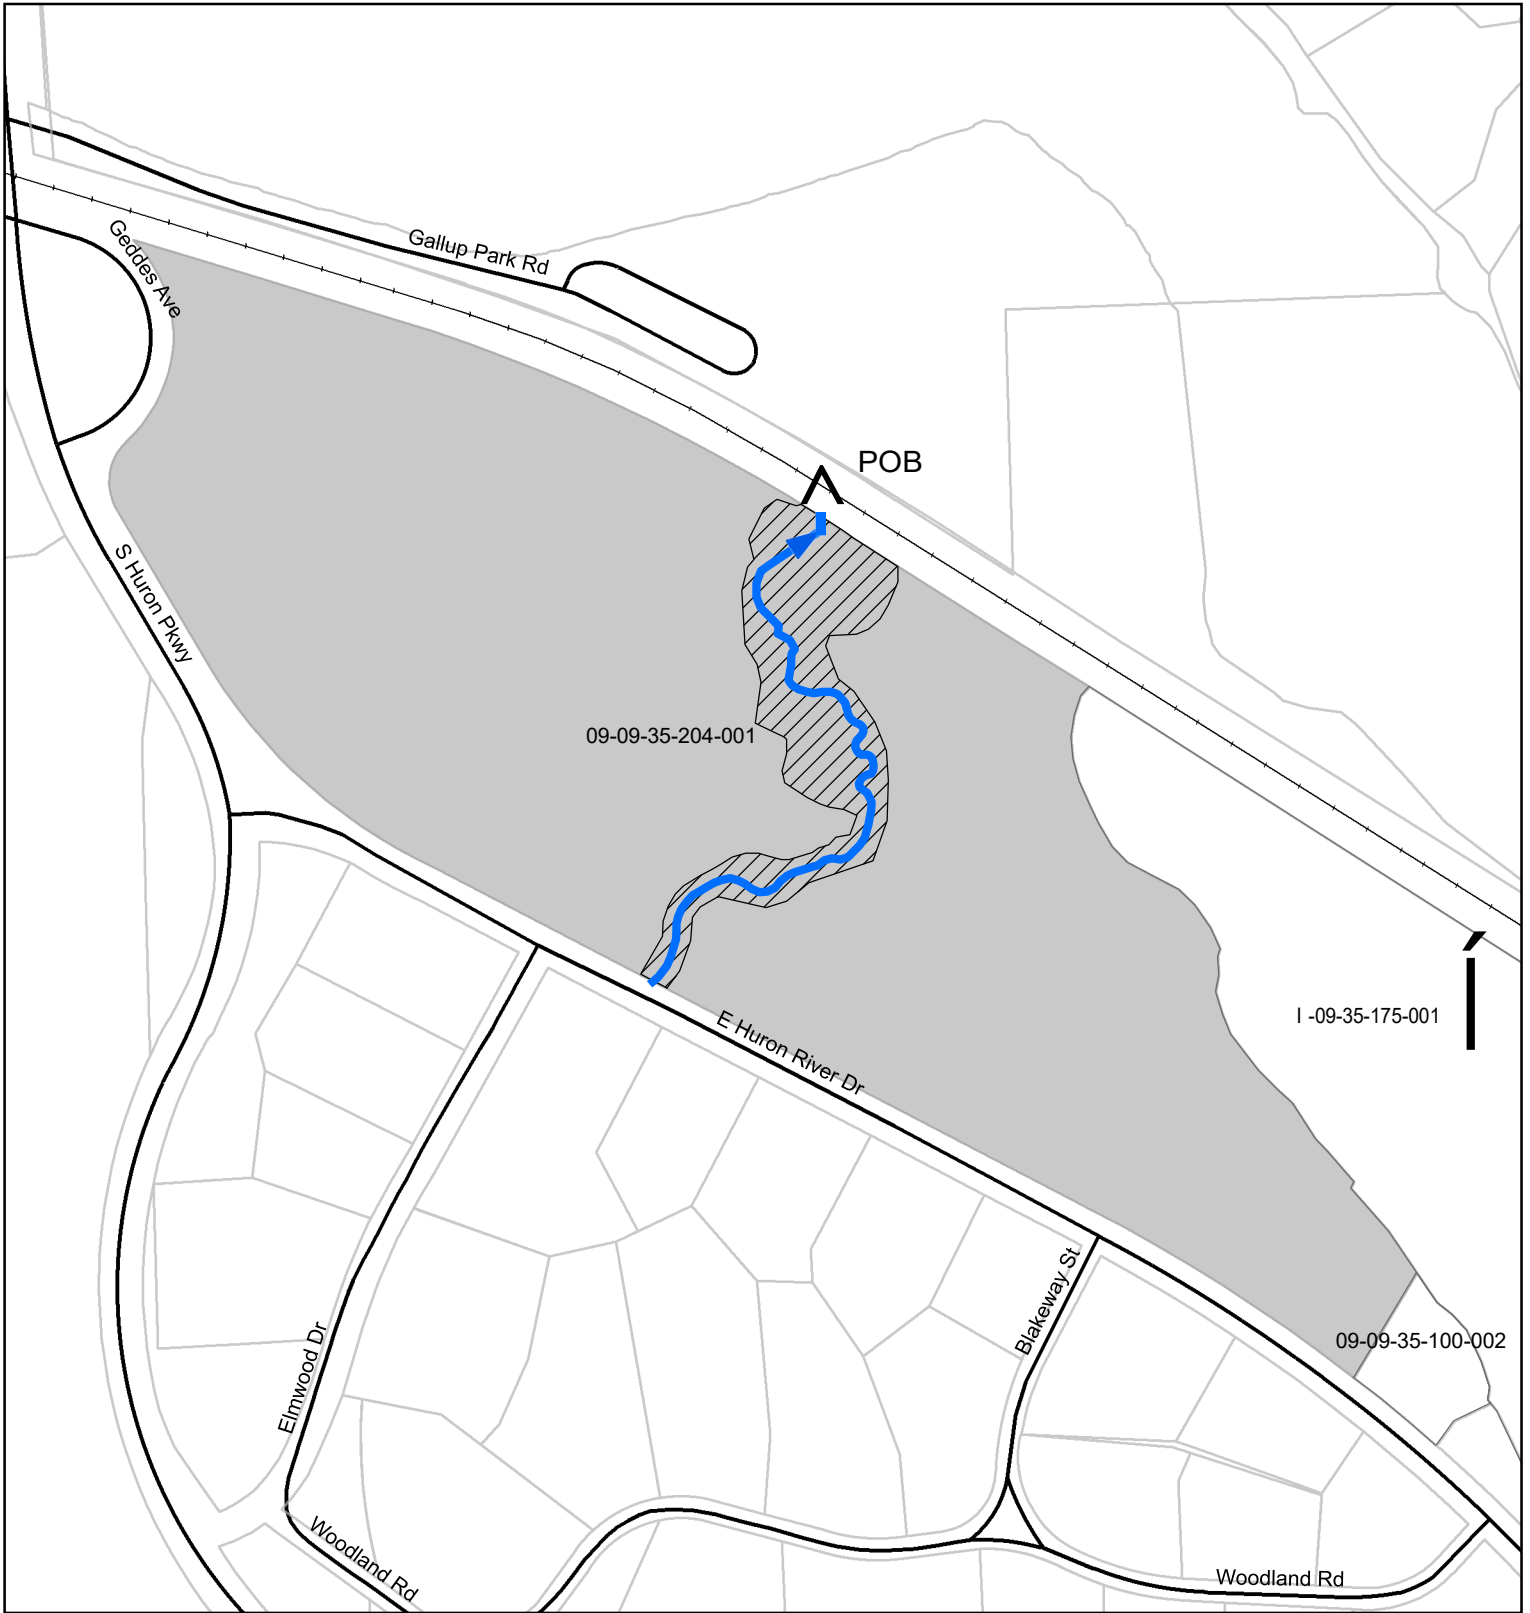 Gallup Park Rd
Geddes Ave
POB
S Huron Pkwy
09-09-35-204-001
I -09-35-175-001
E Huron River Dr
Blakeway St
09-09-35-100-002
Elmwood Dr
Woodland Rd
Woodland Rd